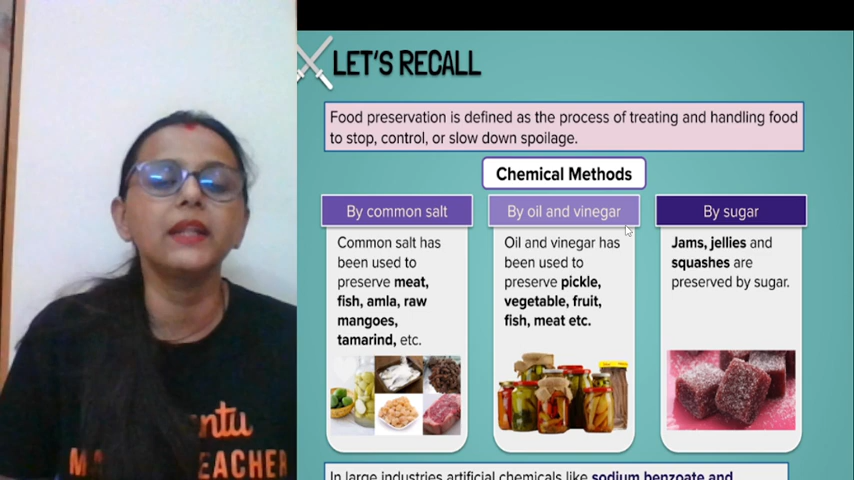 LET'S RECALL
Food preservation is defined as the process of treating and handling food
to stop, control, or slow down spoilage.
Chemical Methods
By common salt
Common salt has
been used to
preserve meat,
fish, amla, raw
mangoes,
tamarind, etc.
By oil and vinegar
Oil and vinegar has
been used to
preserve pickle,
vegetable, fruit,
fish, meat etc.
By sugar
Jams, jellies and
squashes are
preserved by sugar.
In large industries artificial chemicals like sodium benzoate and